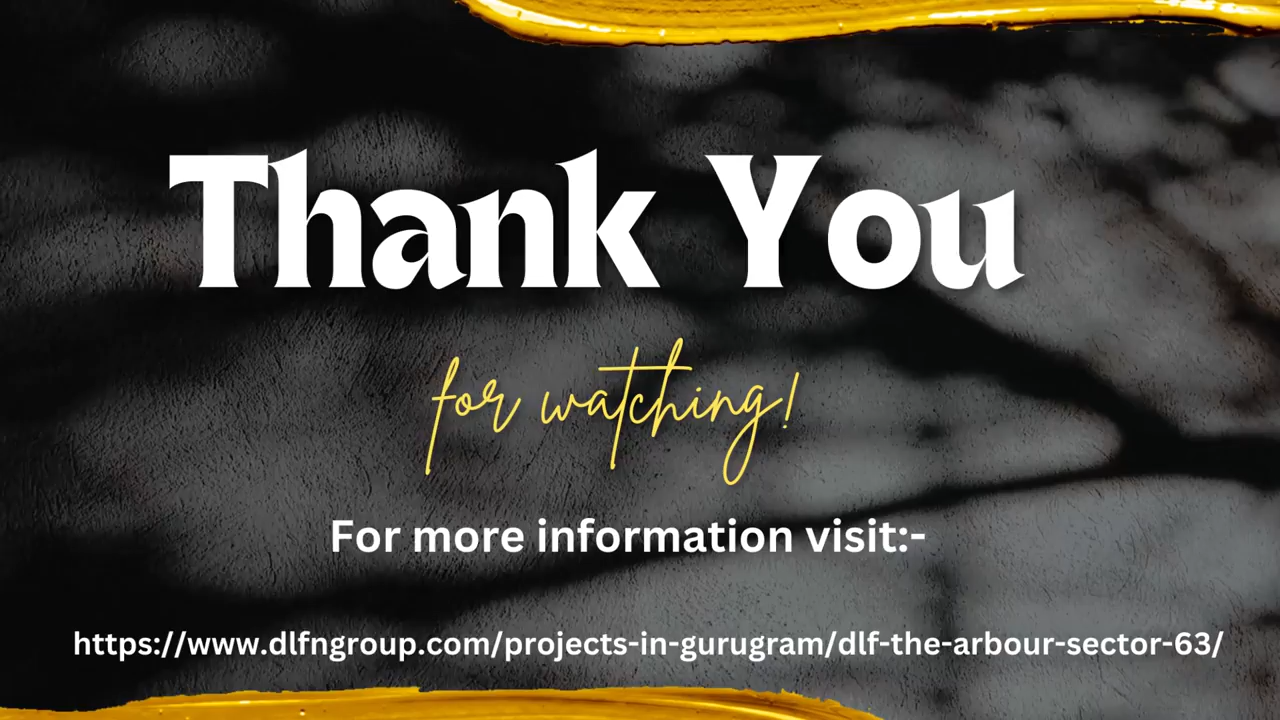 Thank You
for watching!
For more information visit:-
https://www.dlfngroup.com/projects-in-gurugram/dlf-the-arbour-sector-63/